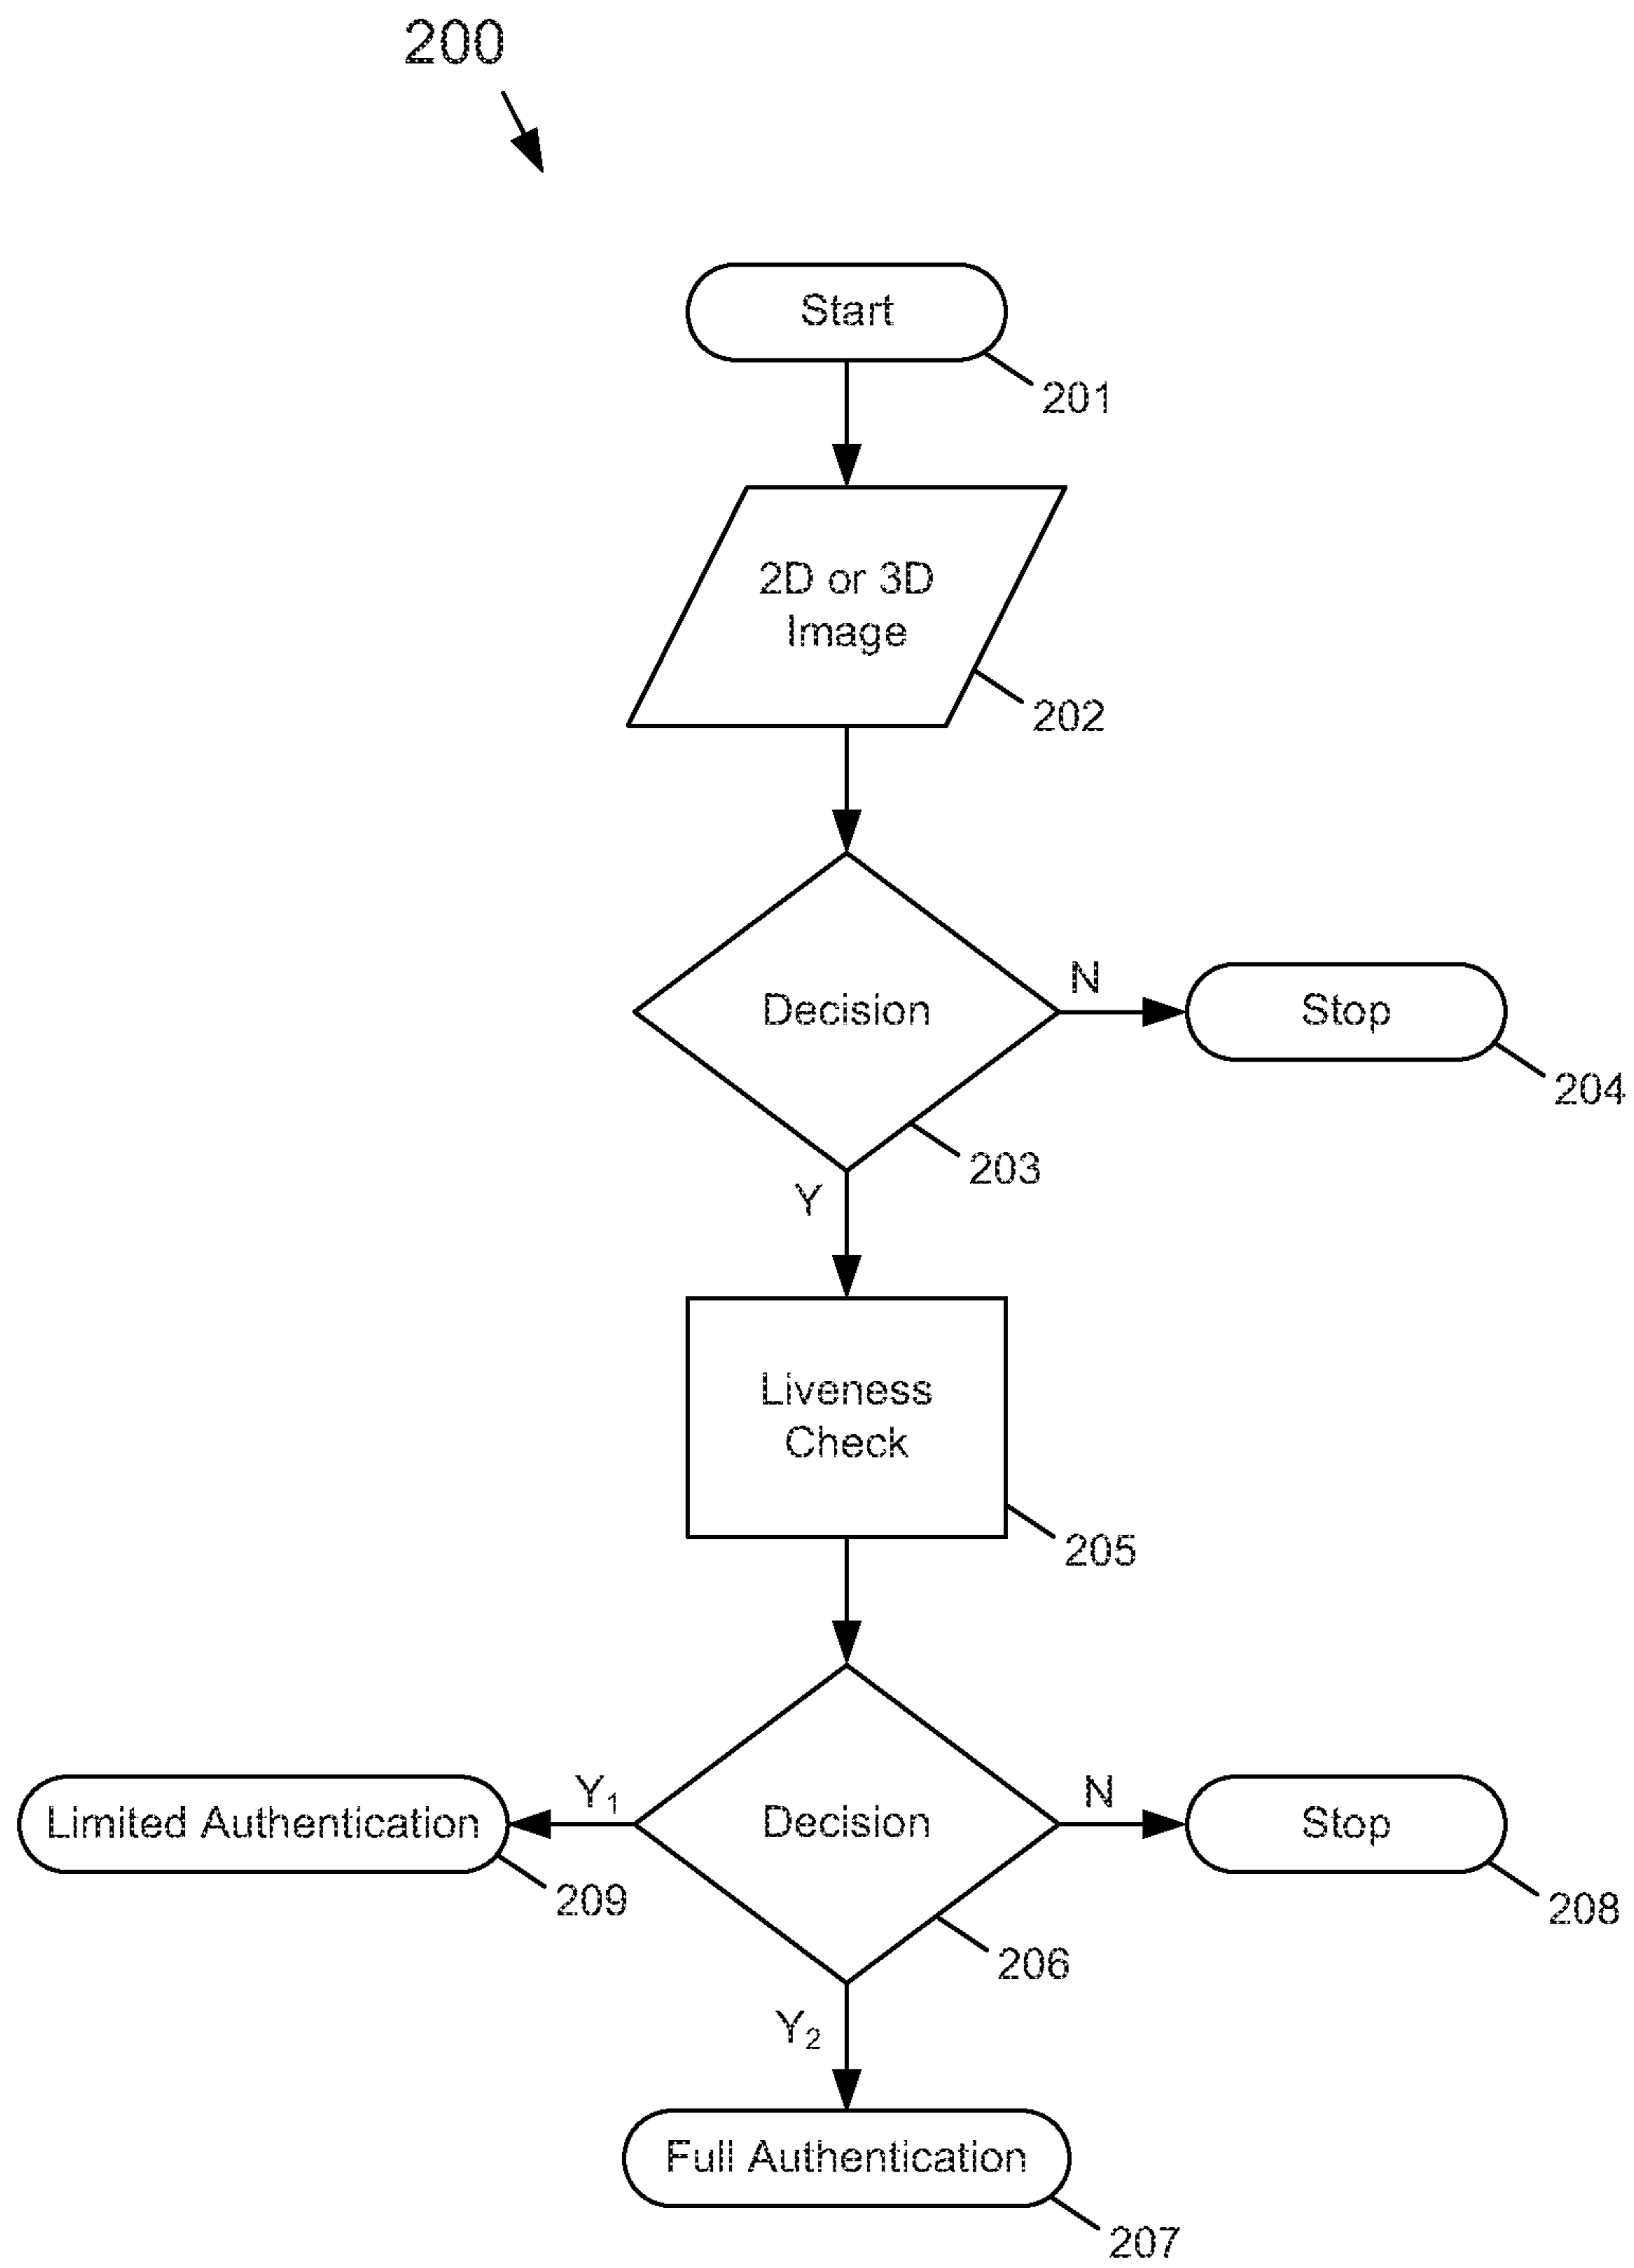 200
Start
201
2D or 3D
Image
202
Decision
N
Stop
204
203
Y
Liveness
Check
205
Limited Authentication
Y₁
Decision
N
Stop
209
208
206
Y₂
Full Authentication
207